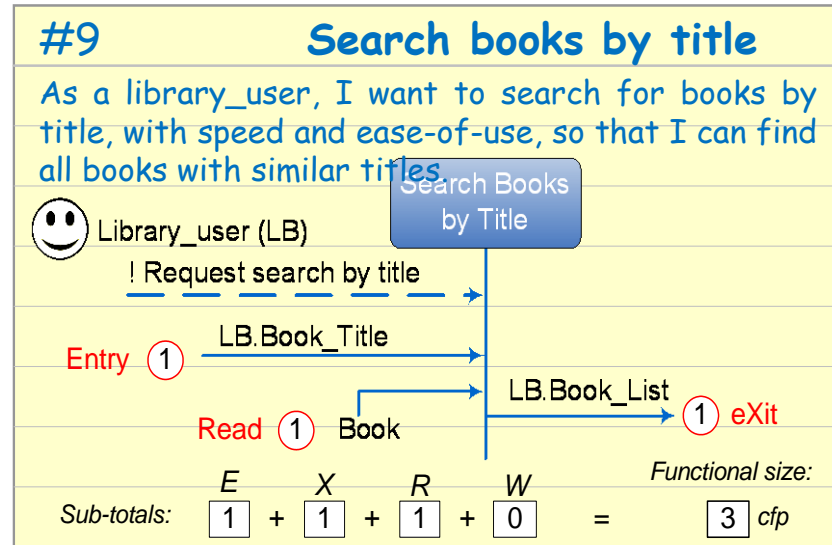 #9 Search books by title
As a library_user, I want to search for books by
title, with speed and ease-of-use, so that I can find
all books with similar titles.
Search Books
by Title
Library_user (LB)
! Request search by title
LB.Book_Title
Entry 1
LB.Book_List
1 eXit
Read 1 Book
E X R W Functional size:
Sub-totals: 1 + 1 + 1 + 0 = 3 cfp